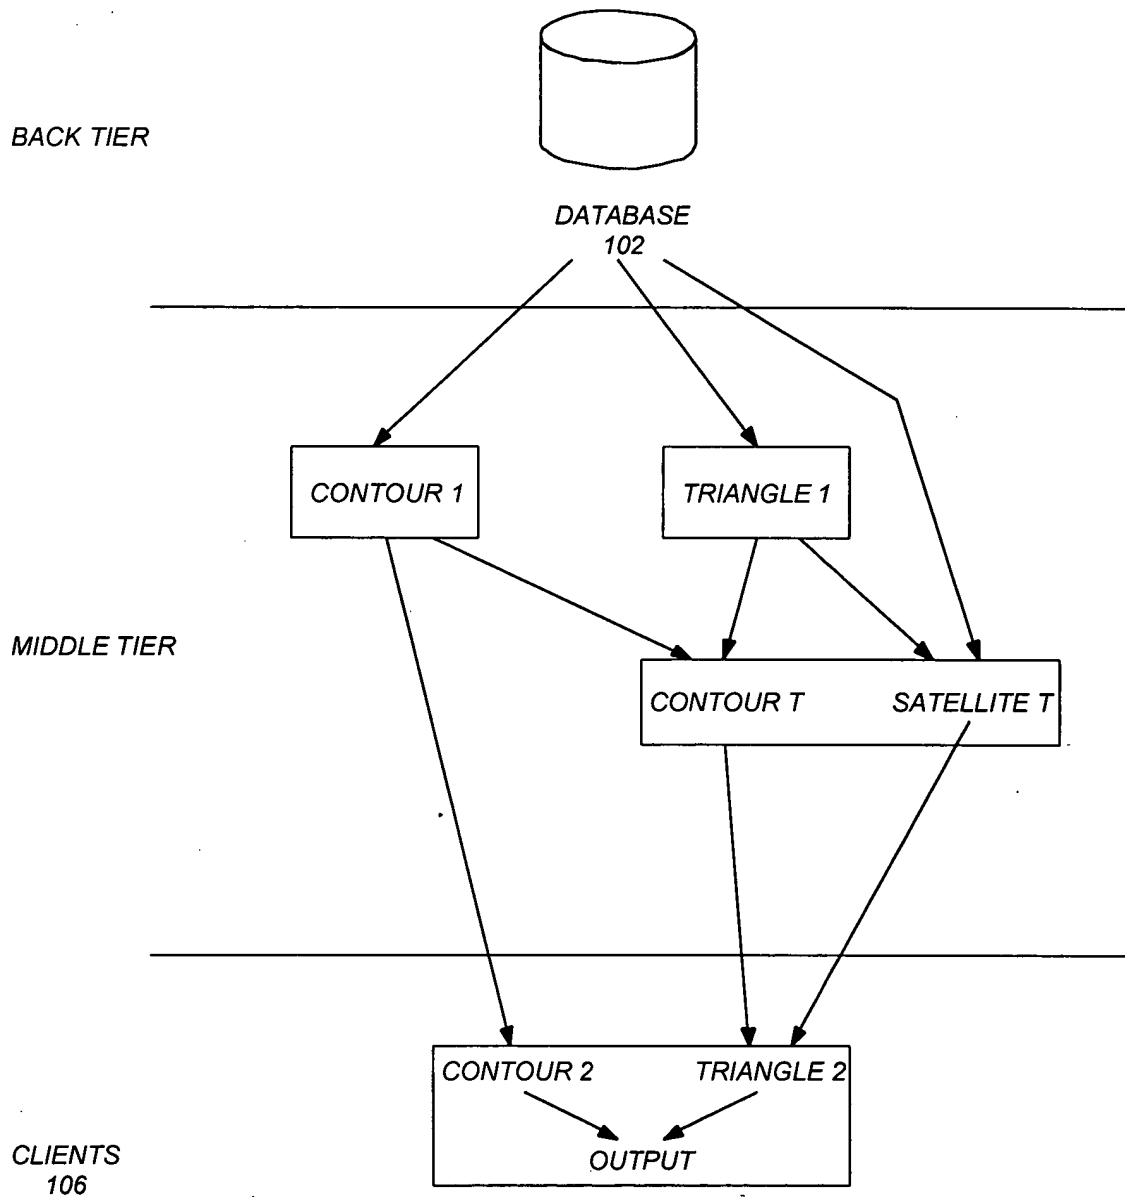 BACK TIER
DATABASE
102
CONTOUR 1
TRIANGLE 1
MIDDLE TIER
CONTOUR T
SATELLITE T
CONTOUR 2
TRIANGLE 2
OUTPUT
CLIENTS
106